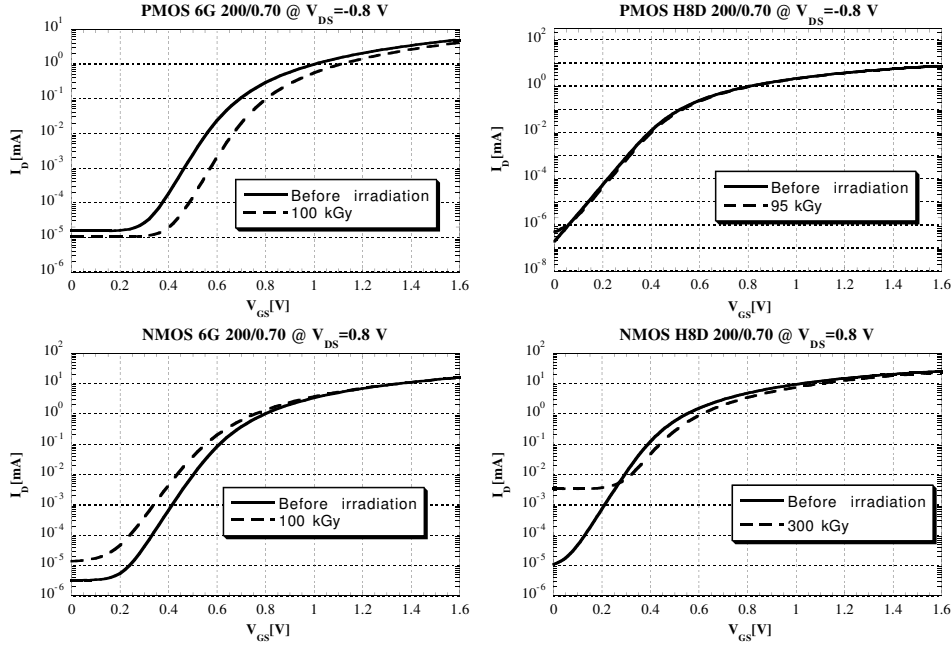 PMOS 6G 200/0.70 @ V_DS=-0.8 V
10^1
10^0
10^-1
10^-2
10^-3
10^-4
10^-5
10^-6
I_D [mA]
Before irradiation
100 kGy
0 0.2 0.4 0.6 0.8 1 1.2 1.4 1.6
V_GS[V]
PMOS H8D 200/0.70 @ V_DS=-0.8 V
10^2
10^0
10^-2
10^-4
10^-6
10^-8
I_D [mA]
Before irradiation
95 kGy
0 0.2 0.4 0.6 0.8 1 1.2 1.4 1.6
V_GS[V]
NMOS 6G 200/0.70 @ V_DS=0.8 V
10^2
10^1
10^0
10^-1
10^-2
10^-3
10^-4
10^-5
10^-6
I_D [mA]
Before irradiation
100 kGy
0 0.2 0.4 0.6 0.8 1 1.2 1.4 1.6
V_GS[V]
NMOS H8D 200/0.70 @ V_DS=0.8 V
10^2
10^1
10^0
10^-1
10^-2
10^-3
10^-4
10^-5
10^-6
I_D [mA]
Before irradiation
300 kGy
0 0.2 0.4 0.6 0.8 1 1.2 1.4 1.6
V_GS[V]